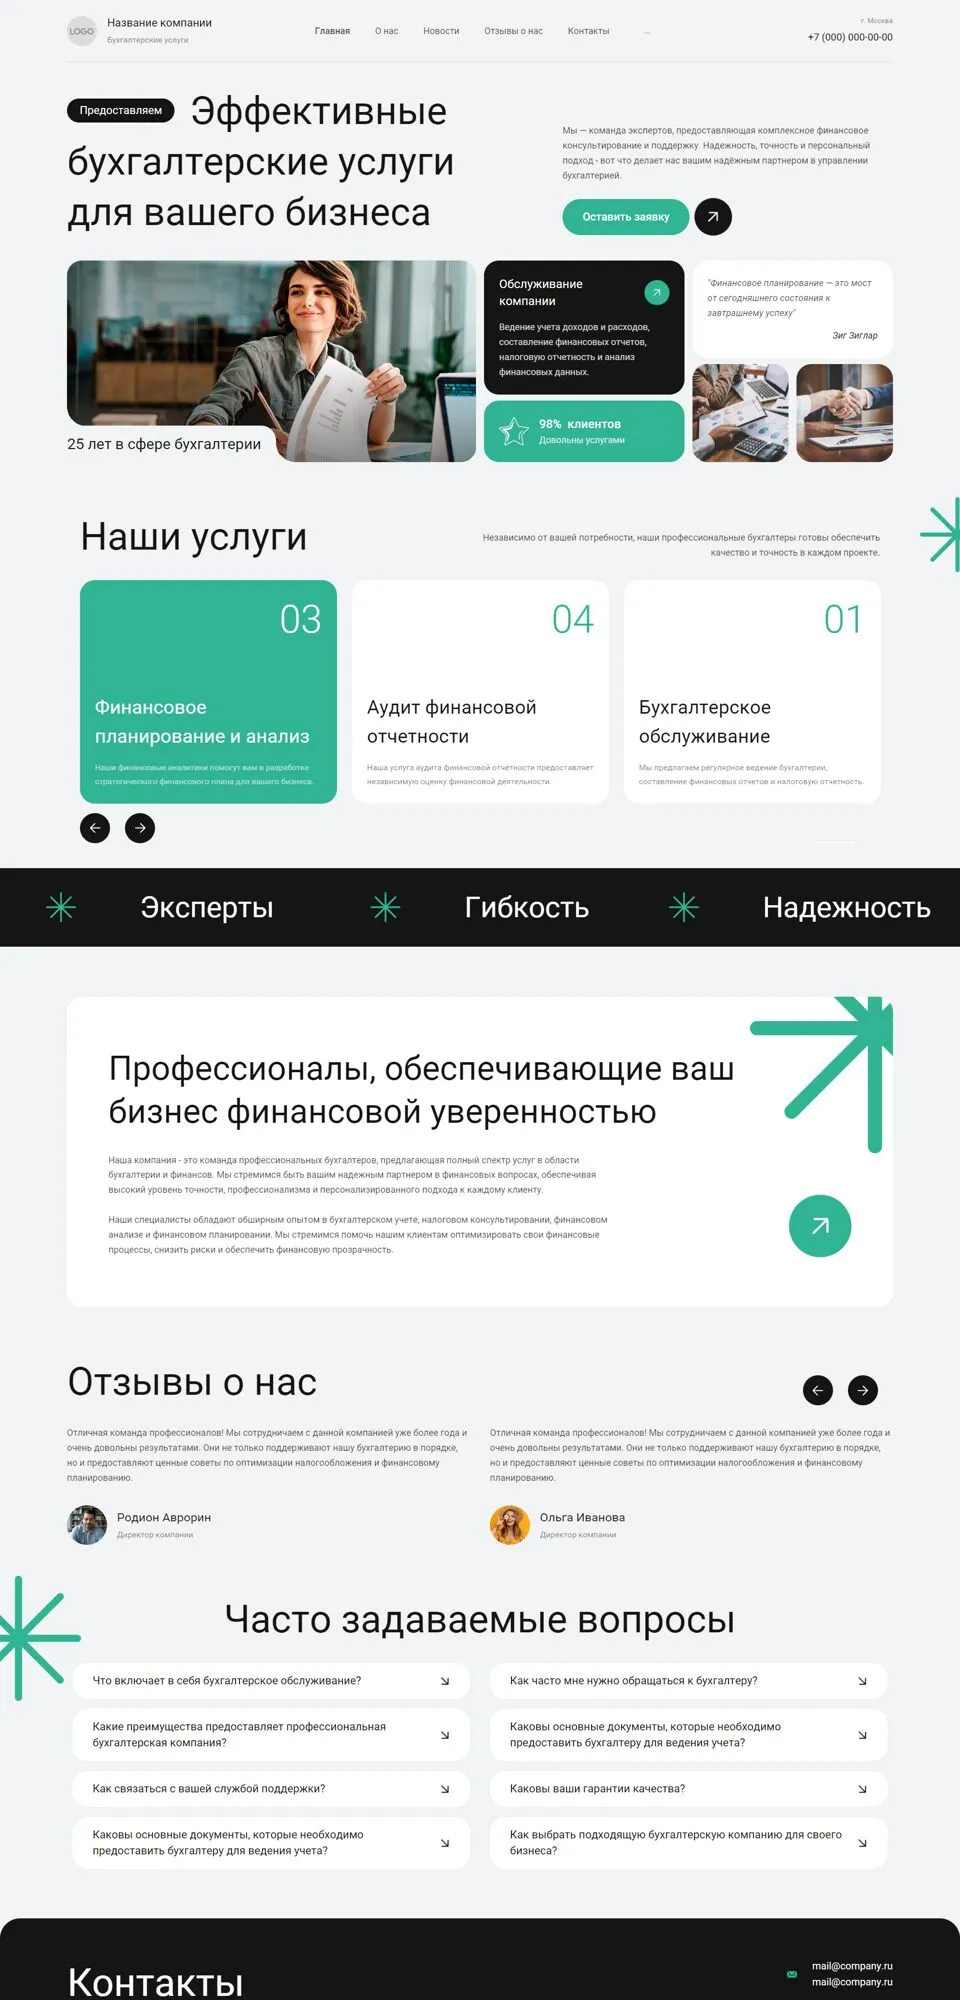 LOGO
Название компании
Бухгалтерские услуги
Главная
О нас
Новости
Отзывы о нас
Контакты
...
г. Москва
+7 (000) 000-00-00
Предоставляем
Эффективные
бухгалтерские услуги
для вашего бизнеса
Мы — команда экспертов, предоставляющая комплексное финансовое
консультирование и поддержку. Надежность, точность и персональный
подход - вот что делает нас вашим надёжным партнером в управлении
бухгалтерией.
Оставить заявку
25 лет в сфере бухгалтерии
Обслуживание
компании
Ведение учета доходов и расходов,
составление финансовых отчетов,
налоговую отчетность и анализ
финансовых данных.
98% клиентов
Довольны услугами
"Финансовое планирование — это мост
от сегодняшнего состояния к
завтрашнему успеху"
Зиг Зиглар
Наши услуги
Независимо от вашей потребности, наши профессиональные бухгалтеры готовы обеспечить
качество и точность в каждом проекте.
03
Финансовое
планирование и анализ
Наши финансовые аналитики помогут вам в разработке
стратегического финансового плана для вашего бизнеса.
04
Аудит финансовой
отчетности
Наша услуга аудита финансовой отчетности предоставляет
независимую оценку финансовой деятельности.
01
Бухгалтерское
обслуживание
Мы предлагаем регулярное ведение бухгалтерии,
составление финансовых отчетов и налоговую отчетность.
Эксперты
Гибкость
Надежность
Профессионалы, обеспечивающие ваш
бизнес финансовой уверенностью
Наша компания - это команда профессиональных бухгалтеров, предлагающая полный спектр услуг в области
бухгалтерии и финансов. Мы стремимся быть вашим надежным партнером в финансовых вопросах, обеспечивая
высокий уровень точности, профессионализма и персонализированного подхода к каждому клиенту.
Наши специалисты обладают обширным опытом в бухгалтерском учете, налоговом консультировании, финансовом
анализе и финансовом планировании. Мы стремимся помочь нашим клиентам оптимизировать свои финансовые
процессы, снизить риски и обеспечить финансовую прозрачность.
Отзывы о нас
Отличная команда профессионалов! Мы сотрудничаем с данной компанией уже более года и
очень довольны результатами. Они не только поддерживают нашу бухгалтерию в порядке,
но и предоставляют ценные советы по оптимизации налогообложения и финансовому
планированию.
Родион Аврорин
Директор компании
Отличная команда профессионалов! Мы сотрудничаем с данной компанией уже более года и
очень довольны результатами. Они не только поддерживают нашу бухгалтерию в порядке,
но и предоставляют ценные советы по оптимизации налогообложения и финансовому
планированию.
Ольга Иванова
Директор компании
Часто задаваемые вопросы
Что включает в себя бухгалтерское обслуживание?
Как часто мне нужно обращаться к бухгалтеру?
Какие преимущества предоставляет профессиональная
бухгалтерская компания?
Каковы основные документы, которые необходимо
предоставить бухгалтеру для ведения учета?
Как связаться с вашей службой поддержки?
Каковы ваши гарантии качества?
Каковы основные документы, которые необходимо
предоставить бухгалтеру для ведения учета?
Как выбрать подходящую бухгалтерскую компанию для своего
бизнеса?
Контакты
mail@company.ru
mail@company.ru